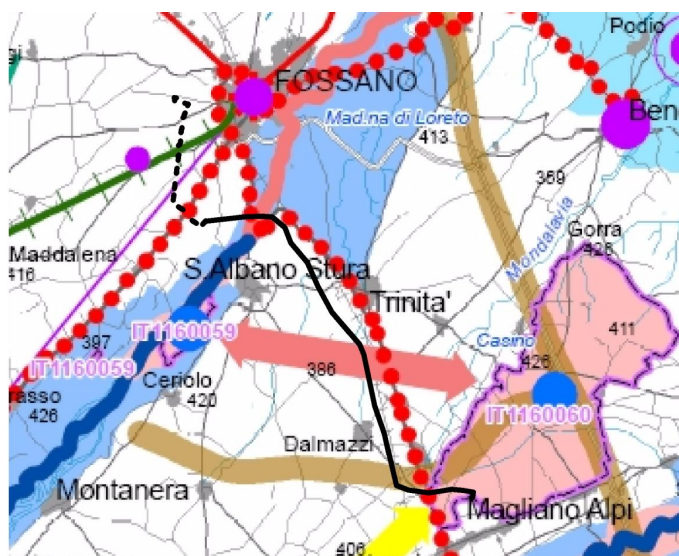 Podio
FOSSANO
Mad.na di Loreto
413
Ben
369
Mondalavia
Gorra
428
Maddalena
416
S.Albano Stura
Trinita'
411
IT1160059
397
IT1160059
Casino
426
386
rasso
426
Ceriolo
420
IT1160060
Dalmazzi
Montanera
Magliano Alpi
406